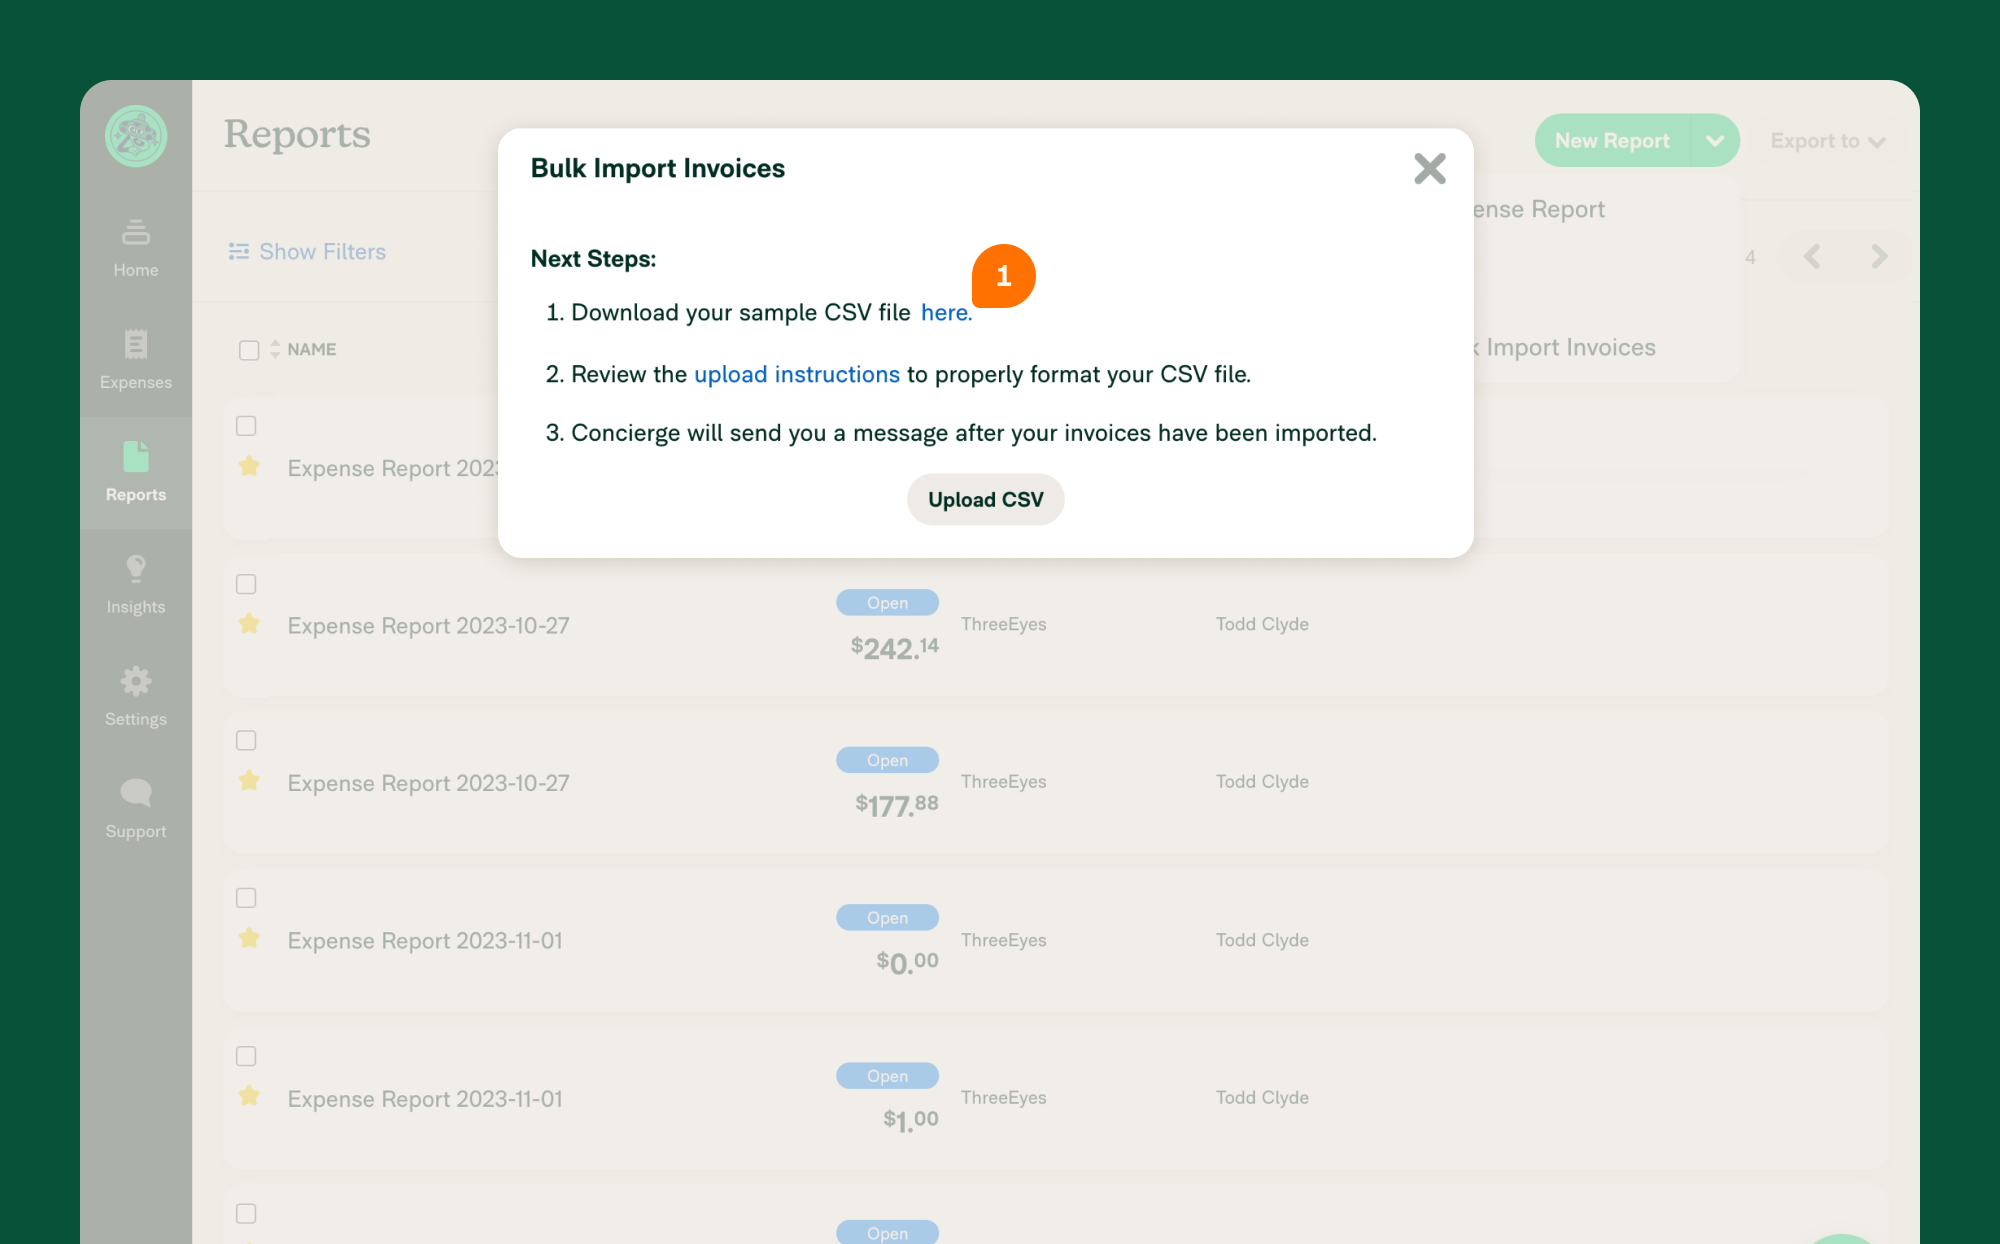 Reports
New Report
Export to
Bulk Import Invoices
ense Report
Show Filters
Next Steps:
1
4
1. Download your sample CSV file here.
NAME
Import Invoices
2. Review the upload instructions to properly format your CSV file.
3. Concierge will send you a message after your invoices have been imported.
Upload CSV
Home
Expenses
Reports
Insights
Settings
Support
Expense Report 202
Expense Report 2023-10-27
Open
$242.14
ThreeEyes
Todd Clyde
Expense Report 2023-10-27
Open
$177.88
ThreeEyes
Todd Clyde
Expense Report 2023-11-01
Open
$0.00
ThreeEyes
Todd Clyde
Expense Report 2023-11-01
Open
$1.00
ThreeEyes
Todd Clyde
Open